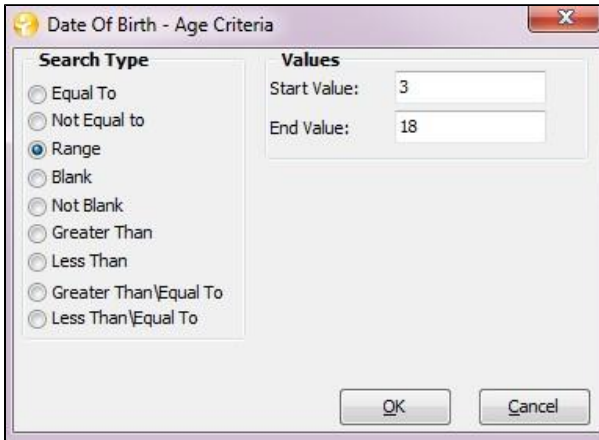 Date Of Birth - Age Criteria
Search Type
Equal To
Not Equal to
Range
Blank
Not Blank
Greater Than
Less Than
Greater Than\Equal To
Less Than\Equal To
Values
Start Value: 3
End Value: 18
OK
Cancel